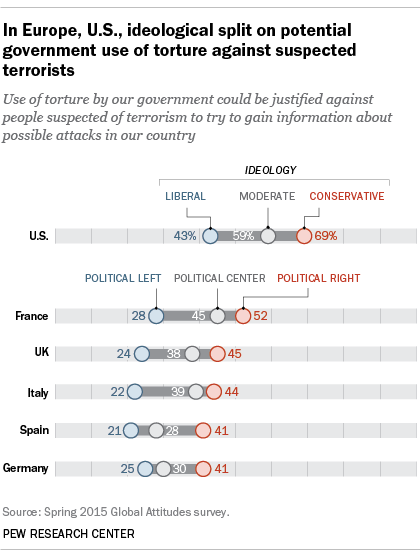 In Europe, U.S., ideological split on potential
government use of torture against suspected
terrorists
Use of torture by our government could be justified against
people suspected of terrorism to try to gain information about
possible attacks in our country
IDEOLOGY
LIBERAL MODERATE CONSERVATIVE
U.S. 43% 59% 69%
POLITICAL LEFT POLITICAL CENTER POLITICAL RIGHT
France 28 45 52
UK 24 38 45
Italy 22 39 44
Spain 21 28 41
Germany 25 30 41
Source: Spring 2015 Global Attitudes survey.
PEW RESEARCH CENTER